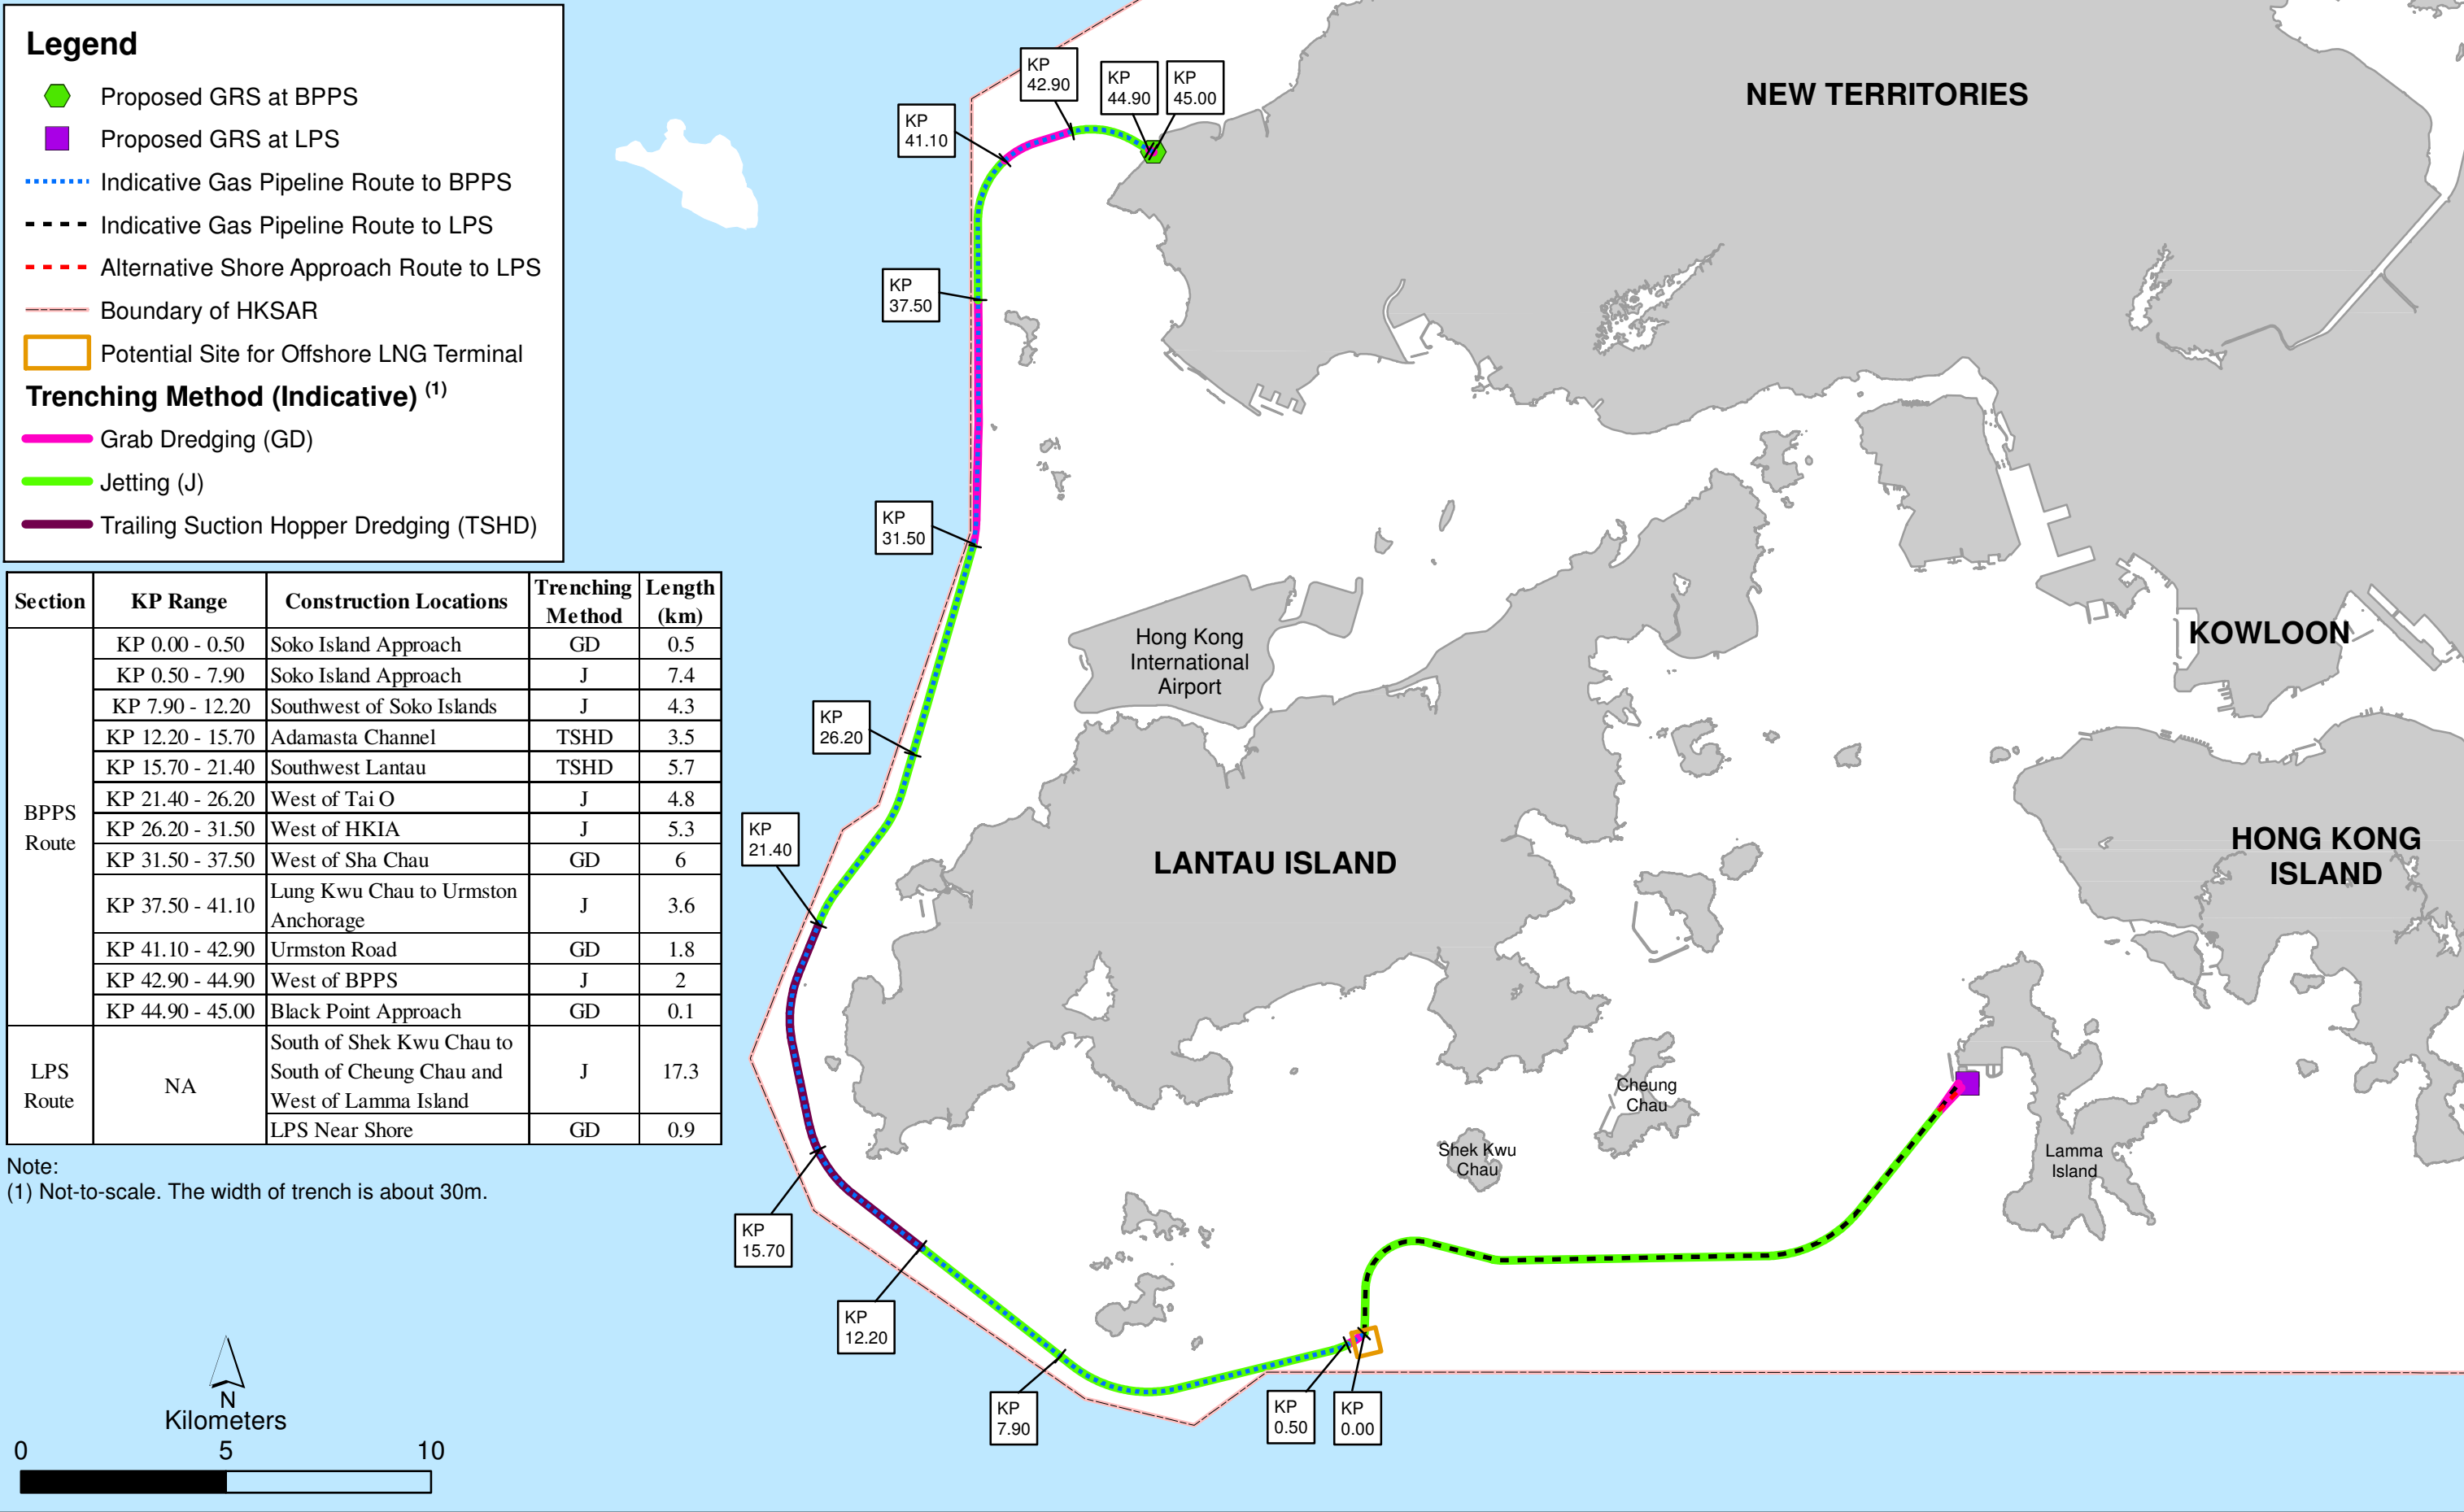 Legend
Proposed GRS at BPPS
Proposed GRS at LPS
Indicative Gas Pipeline Route to BPPS
Indicative Gas Pipeline Route to LPS
Alternative Shore Approach Route to LPS
Boundary of HKSAR
Potential Site for Offshore LNG Terminal
Trenching Method (Indicative) (1)
Grab Dredging (GD)
Jetting (J)
Trailing Suction Hopper Dredging (TSHD)
Section KP Range Construction Locations Trenching Method Length (km)
BPPS Route
KP 0.00 - 0.50 Soko Island Approach GD 0.5
KP 0.50 - 7.90 Soko Island Approach J 7.4
KP 7.90 - 12.20 Southwest of Soko Islands J 4.3
KP 12.20 - 15.70 Adamasta Channel TSHD 3.5
KP 15.70 - 21.40 Southwest Lantau TSHD 5.7
KP 21.40 - 26.20 West of Tai O J 4.8
KP 26.20 - 31.50 West of HKIA J 5.3
KP 31.50 - 37.50 West of Sha Chau GD 6
KP 37.50 - 41.10 Lung Kwu Chau to Urmston Anchorage J 3.6
KP 41.10 - 42.90 Urmston Road GD 1.8
KP 42.90 - 44.90 West of BPPS J 2
KP 44.90 - 45.00 Black Point Approach GD 0.1
LPS Route
NA
South of Shek Kwu Chau to
South of Cheung Chau and
West of Lamma Island J 17.3
LPS Near Shore GD 0.9
Note:
(1) Not-to-scale. The width of trench is about 30m.
N
Kilometers
0 5 10
KP
42.90
KP
44.90
KP
45.00
KP
41.10
KP
37.50
KP
31.50
KP
26.20
KP
21.40
KP
15.70
KP
12.20
KP
7.90
KP
0.50
KP
0.00
NEW TERRITORIES
Hong Kong
International
Airport
KOWLOON
LANTAU ISLAND
HONG KONG
ISLAND
Cheung
Chau
Shek Kwu
Chau
Lamma
Island